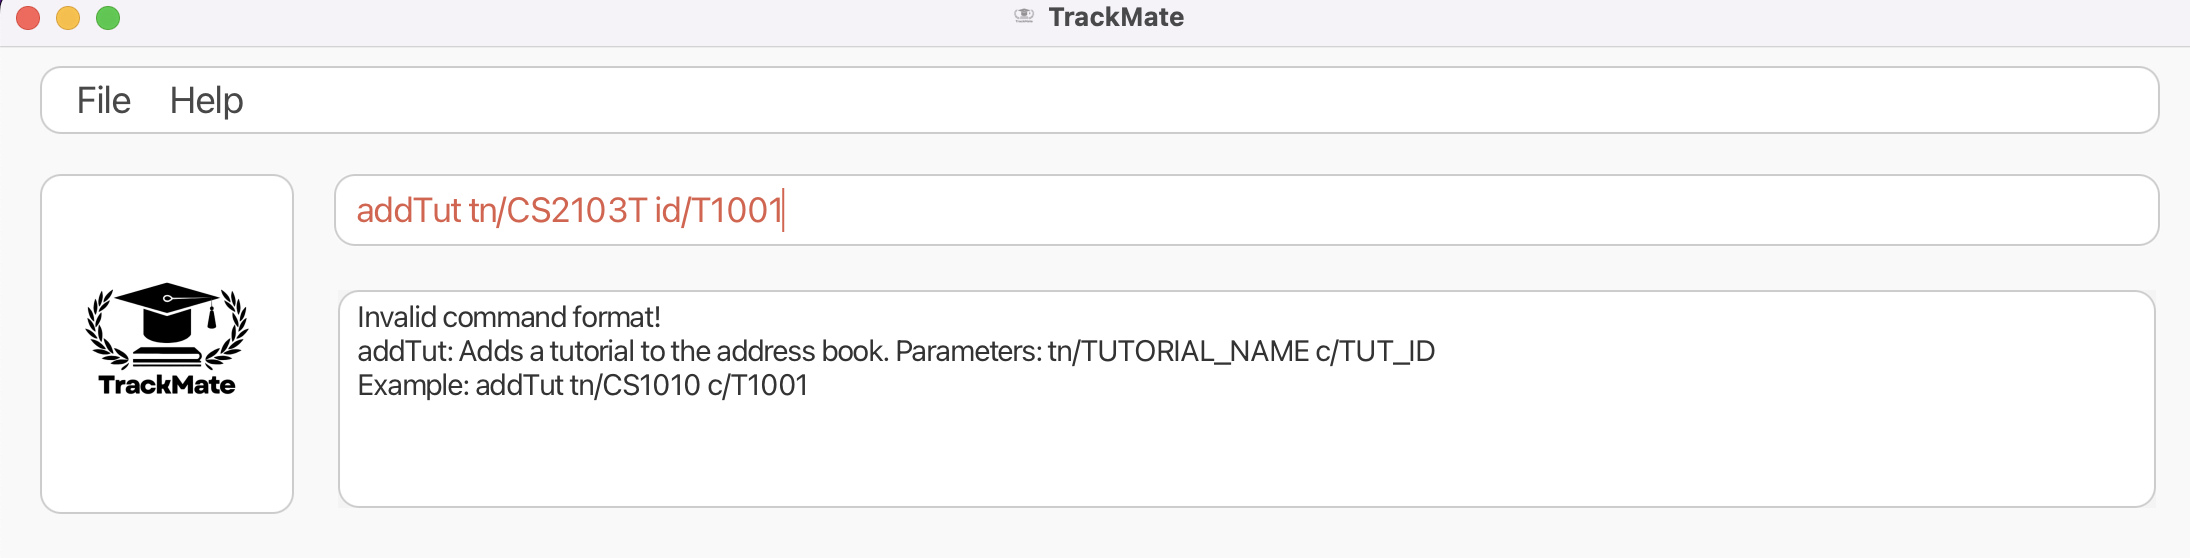 TrackMate
File Help
addTut tn/CS2103T id/T1001
TrackMate
Invalid command format!
addTut: Adds a tutorial to the address book. Parameters: tn/TUTORIAL_NAME c/TUT_ID
Example: addTut tn/CS1010 c/T1001